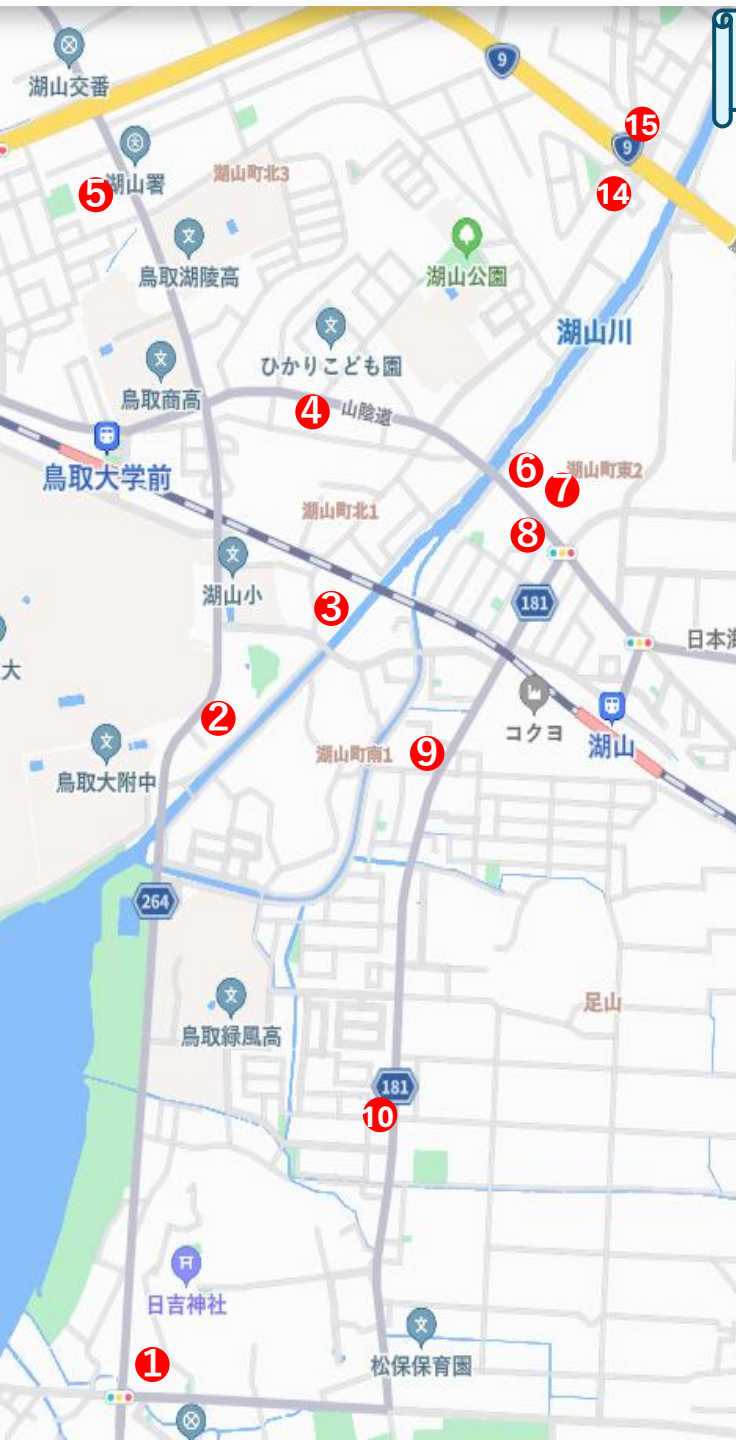 9
湖山交番
15
9
湖山署
湖山町北3
14
5
鳥取湖陵高
湖山公園
湖山川
ひかりこども園
鳥取商高
4
山陰道
鳥取大学前
6
湖山町東2
7
湖山町北1
8
湖山小
3
181
日本海
大
2
コクヨ
湖山
鳥取大附中
湖山町南1
9
264
足山
鳥取緑風高
181
10
日吉神社
1
松保保育園